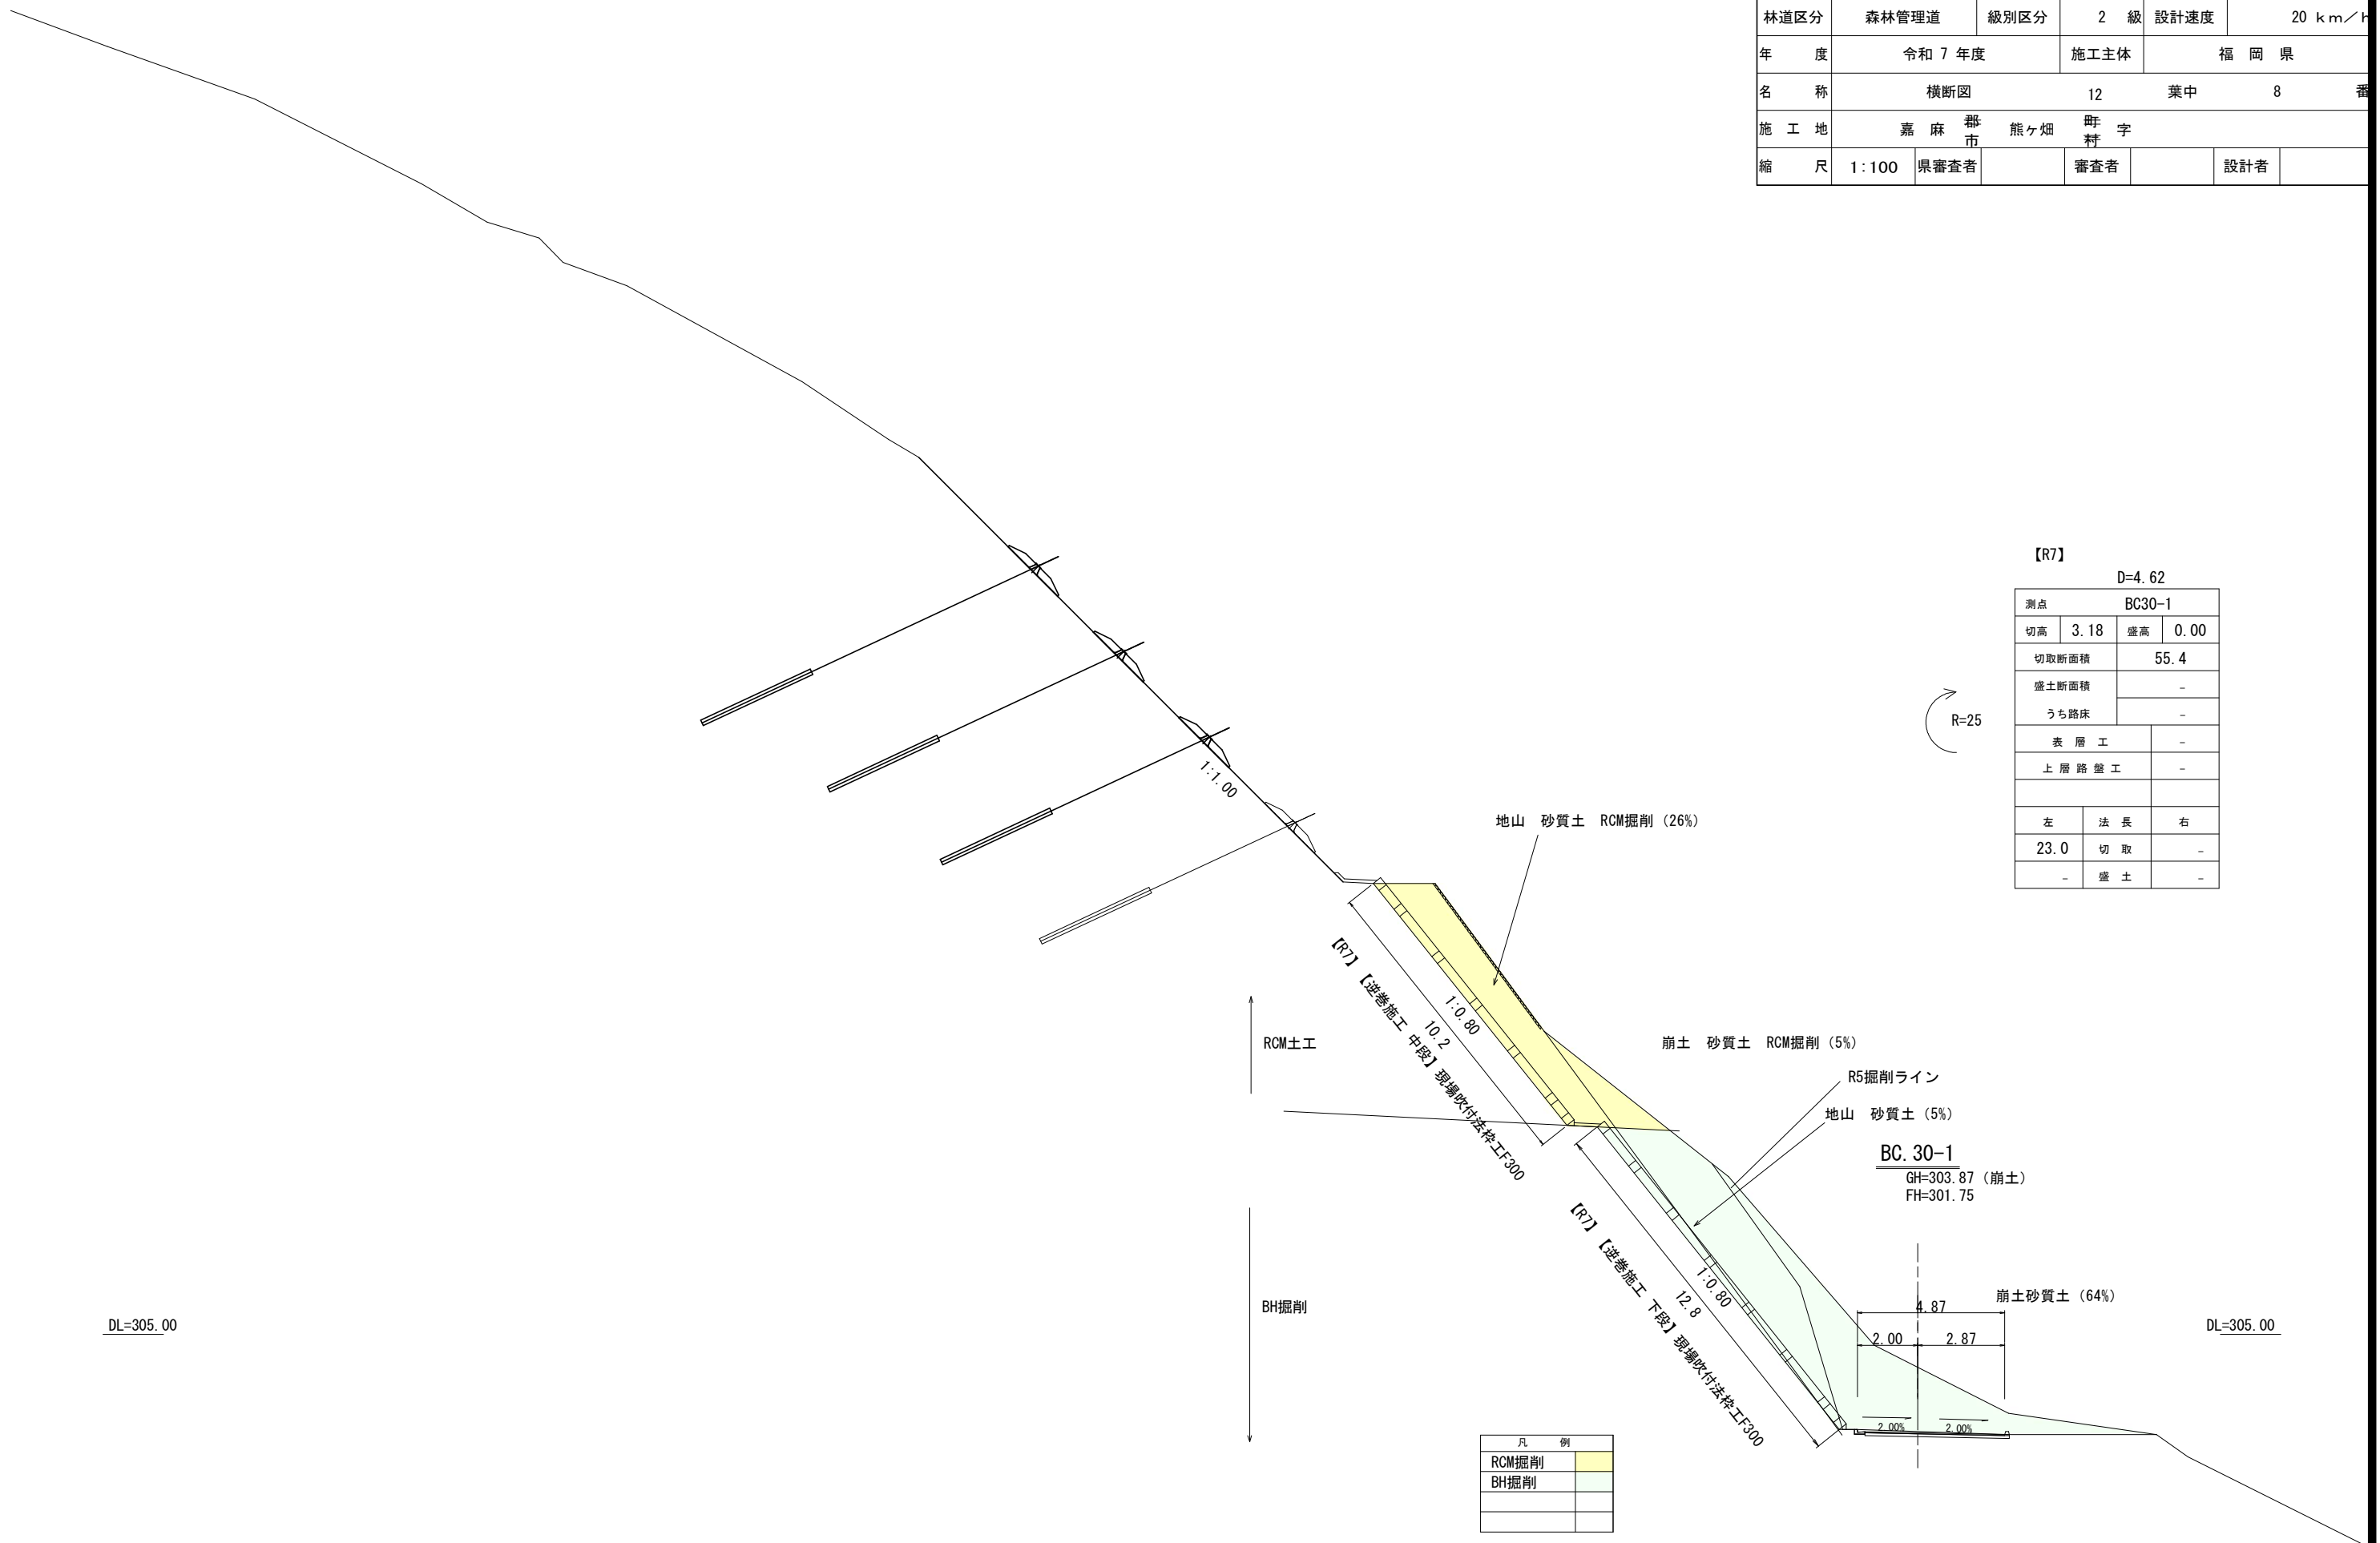 林道区分 森林管理道 級別区分 2 級 設計速度 20 km/h
年 度 令和 7 年度 施工主体 福 岡 県
名 称 横断図 12 葉中 8 番
施 工 地 嘉 麻 郡市 熊ヶ畑 町村 字
縮 尺 1:100 県審査者 審査者 設計者
【R7】
D=4.62
測点 BC30-1
切高 3.18 盛高 0.00
切取断面積 55.4
盛土断面積 -
うち路床 -
表 層 工 -
上 層 路 盤 工 -
左 法 長 右
23.0 切 取 -
- 盛 土 -
R=25
1:1.00
地山 砂質土 RCM掘削(26%)
【R7】【逆巻施工 中段】現場吹付法枠工F300
10.2
1:0.80
RCM土工
崩土 砂質土 RCM掘削(5%)
R5掘削ライン
地山 砂質土(5%)
BC.30-1
GH=303.87(崩土)
FH=301.75
【R7】【逆巻施工 下段】現場吹付法枠工F300
12.8
1:0.80
BH掘削
崩土砂質土(64%)
4.87
2.00 2.87
2.00% 2.00%
DL=305.00
DL=305.00
凡 例
RCM掘削
BH掘削